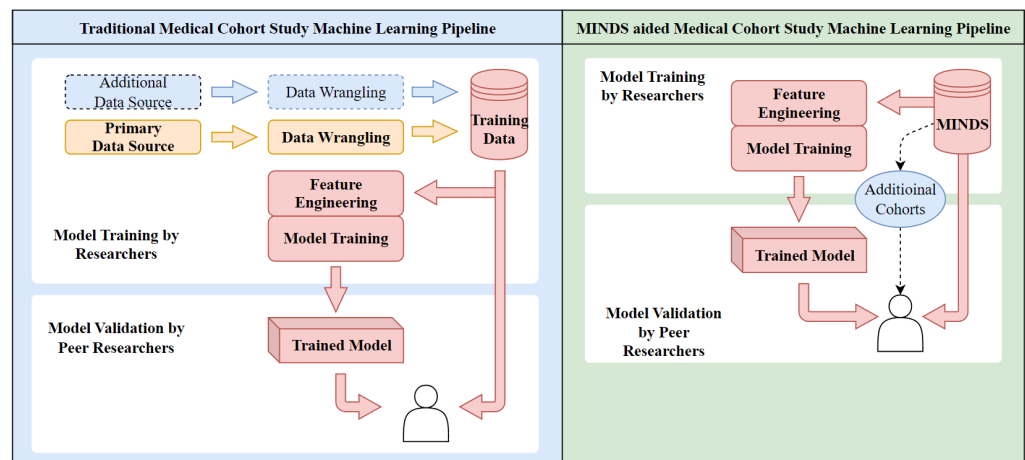 Traditional Medical Cohort Study Machine Learning Pipeline
Additional
Data Source
Data Wrangling
Primary
Data Source
Data Wrangling
Training
Data
Feature
Engineering
Model Training
Model Training by
Researchers
Model Validation by
Peer Researchers
Trained Model
MINDS aided Medical Cohort Study Machine Learning Pipeline
Model Training
by Researchers
Feature
Engineering
Model Training
MINDS
Additioinal
Cohorts
Trained Model
Model Validation
by Peer
Researchers